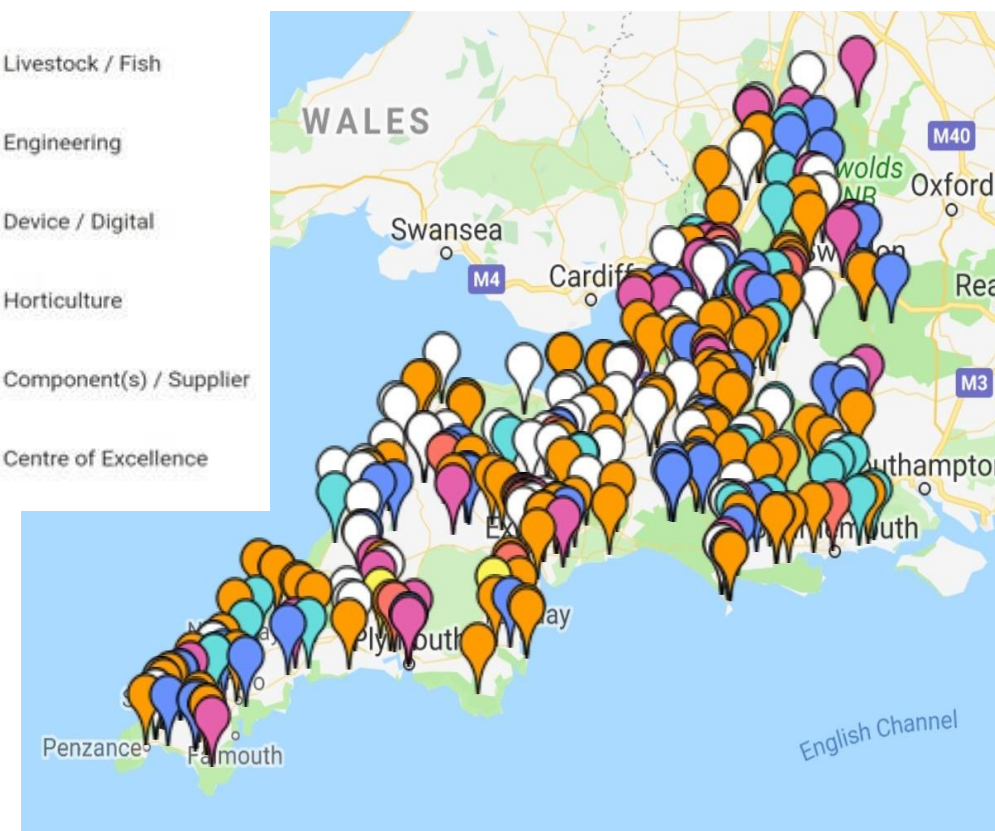 Livestock / Fish
Engineering
Device / Digital
Horticulture
Component(s) / Supplier
Centre of Excellence
WALES
M40
Oxford
Swansea
M4
Cardiff
M3
Plymouth
English Channel
Penzance
Falmouth